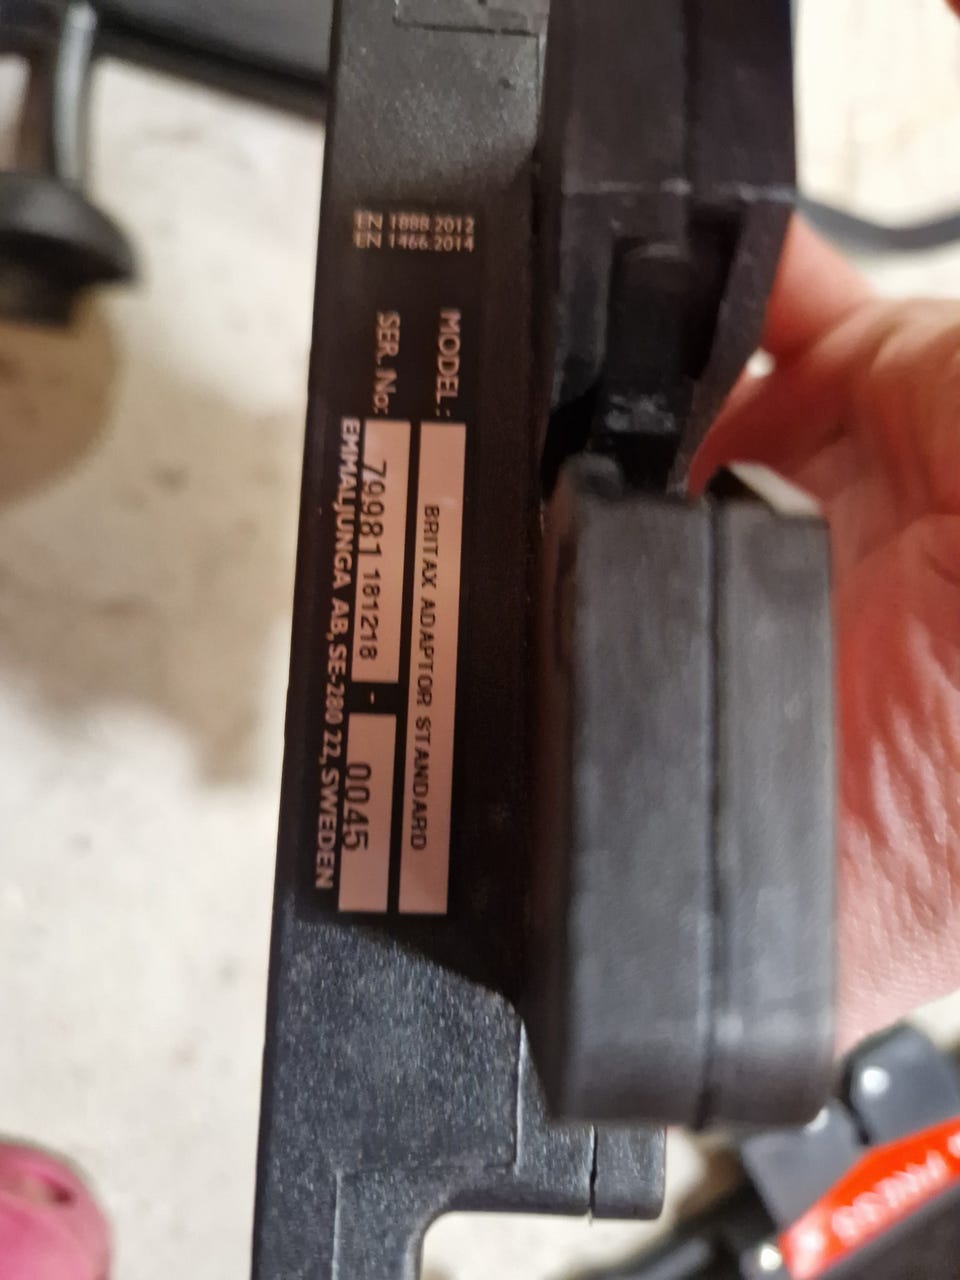 EN 1888:2012
EN 1466:2014
MODEL: BRITAX ADAPTOR STANDARD
SER. No: 79981 181218 - 0045
EMMALJUNGA AB, SE-280 22, SWEDEN